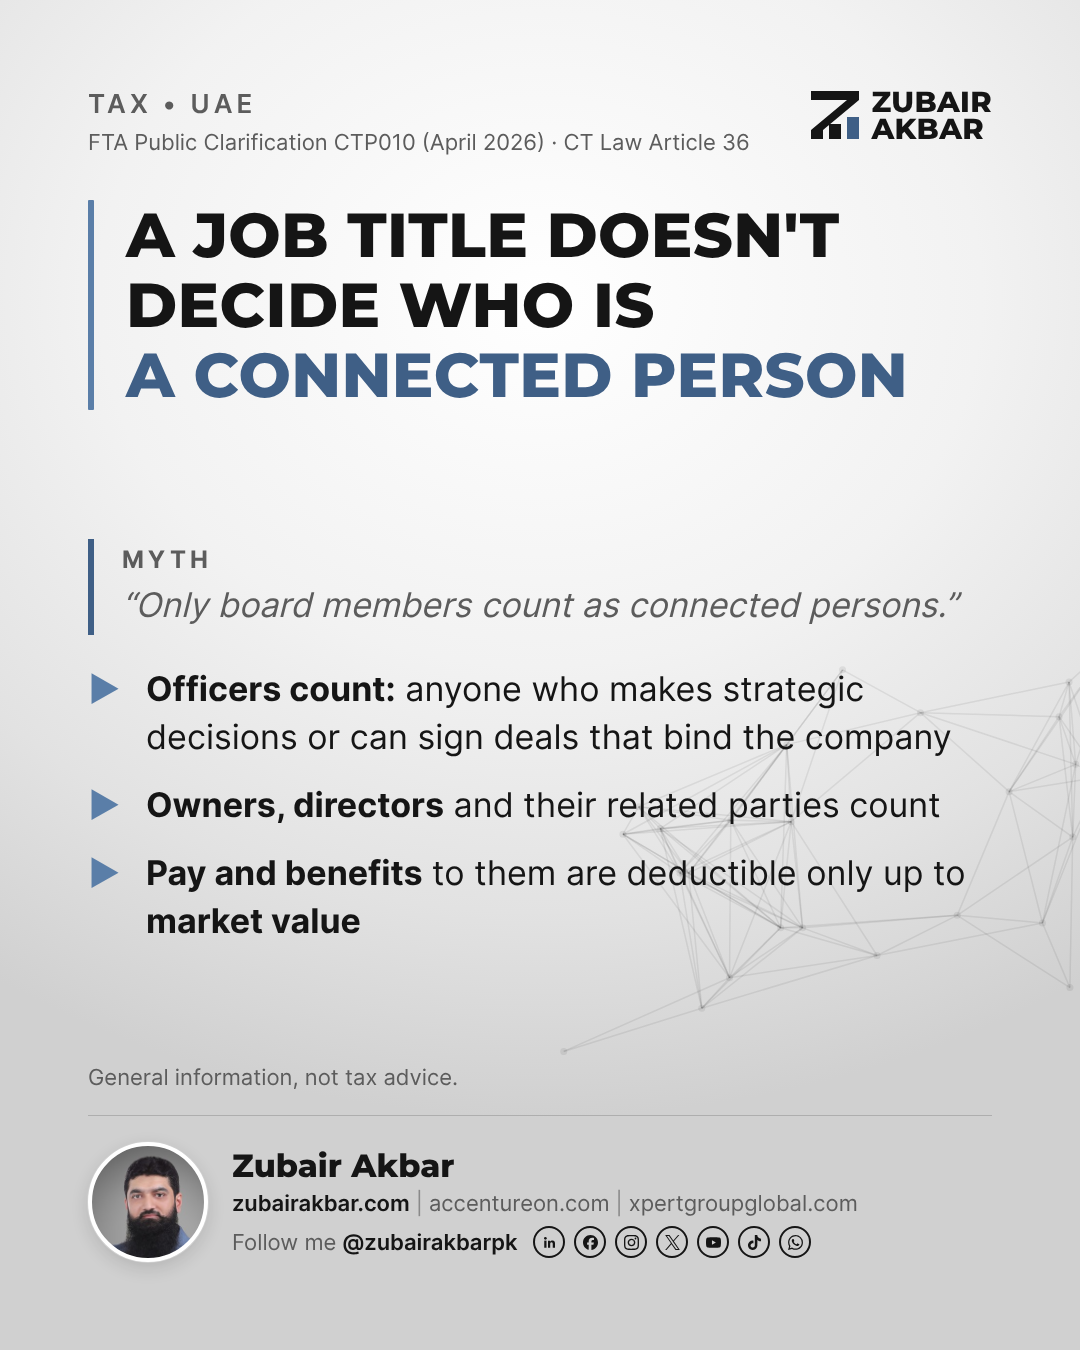 TAX • UAE
FTA Public Clarification CTP010 (April 2026) · CT Law Article 36
ZUBAIR
AKBAR
A JOB TITLE DOESN'T
DECIDE WHO IS
A CONNECTED PERSON
MYTH
“Only board members count as connected persons.”
Officers count: anyone who makes strategic
decisions or can sign deals that bind the company
Owners, directors and their related parties count
Pay and benefits to them are deductible only up to
market value
General information, not tax advice.
Zubair Akbar
zubairakbar.com | accentureon.com | xpertgroupglobal.com
Follow me @zubairakbarpk